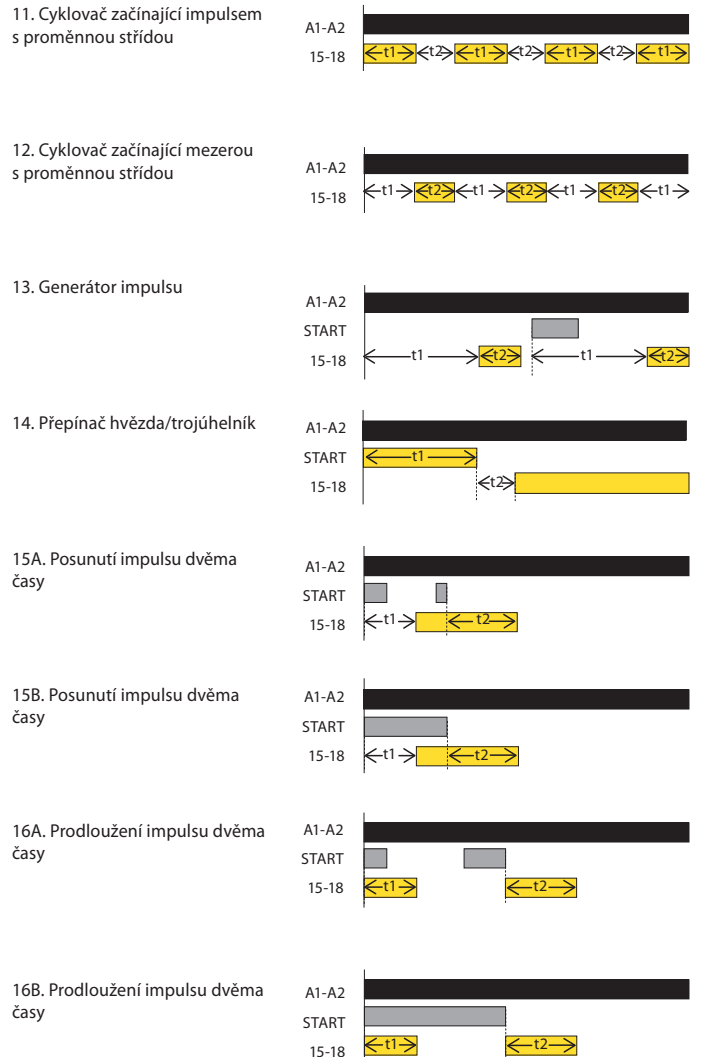 11. Cyklovač začínající impulsem
s proměnnou střídou
A1-A2
15-18
t1 t2 t1 t2 t1 t2 t1
12. Cyklovač začínající mezerou
s proměnnou střídou
A1-A2
15-18
t1 t2 t1 t2 t1 t2 t1
13. Generátor impulsu
A1-A2
START
15-18
t1 t2 t1 t2
14. Přepínač hvězda/trojúhelník
A1-A2
START
t1
15-18
t2
15A. Posunutí impulsu dvěma
časy
A1-A2
START
15-18
t1 t2
15B. Posunutí impulsu dvěma
časy
A1-A2
START
15-18
t1 t2
16A. Prodloužení impulsu dvěma
časy
A1-A2
START
15-18
t1 t2
16B. Prodloužení impulsu dvěma
časy
A1-A2
START
15-18
t1 t2